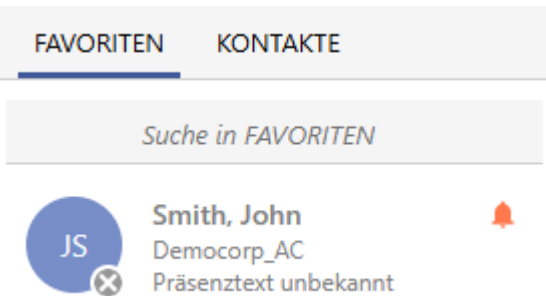 FAVORITEN KONTAKTE
Suche in FAVORITEN
JS
Smith, John
Democorp_AC
Präsenztext unbekannt